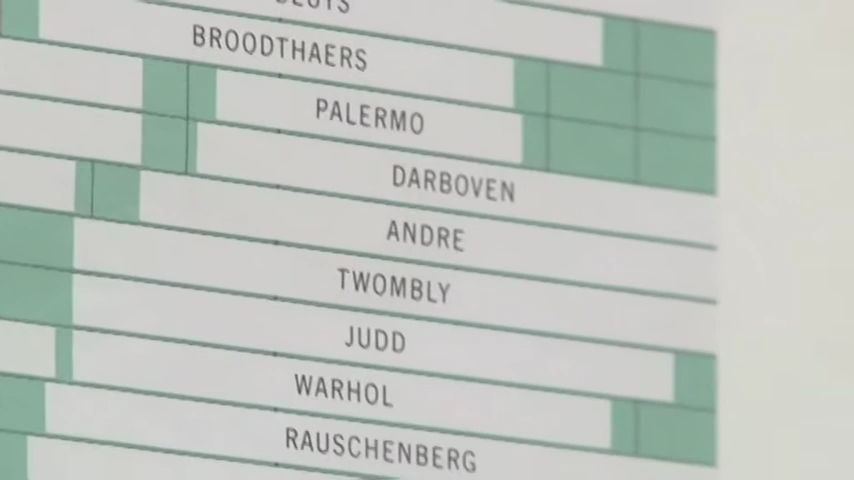 BROODTHAERS
PALERMO
DARBOVEN
ANDRE
TWOMBLY
JUDD
WARHOL
RAUSCHENBERG